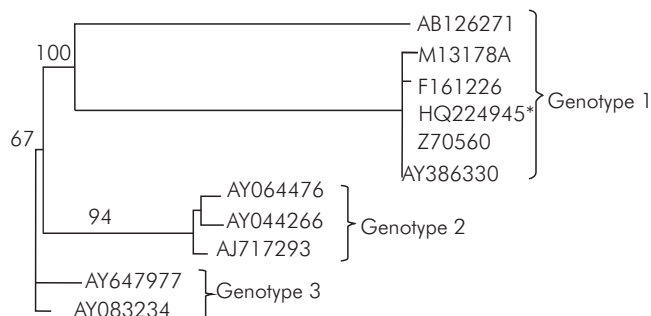 AB126271
100
M13178A
F161226
HQ224945*
Genotype 1
Z70560
67
AY386330
AY064476
94
AY044266
Genotype 2
AJ717293
AY647977
Genotype 3
AY083234